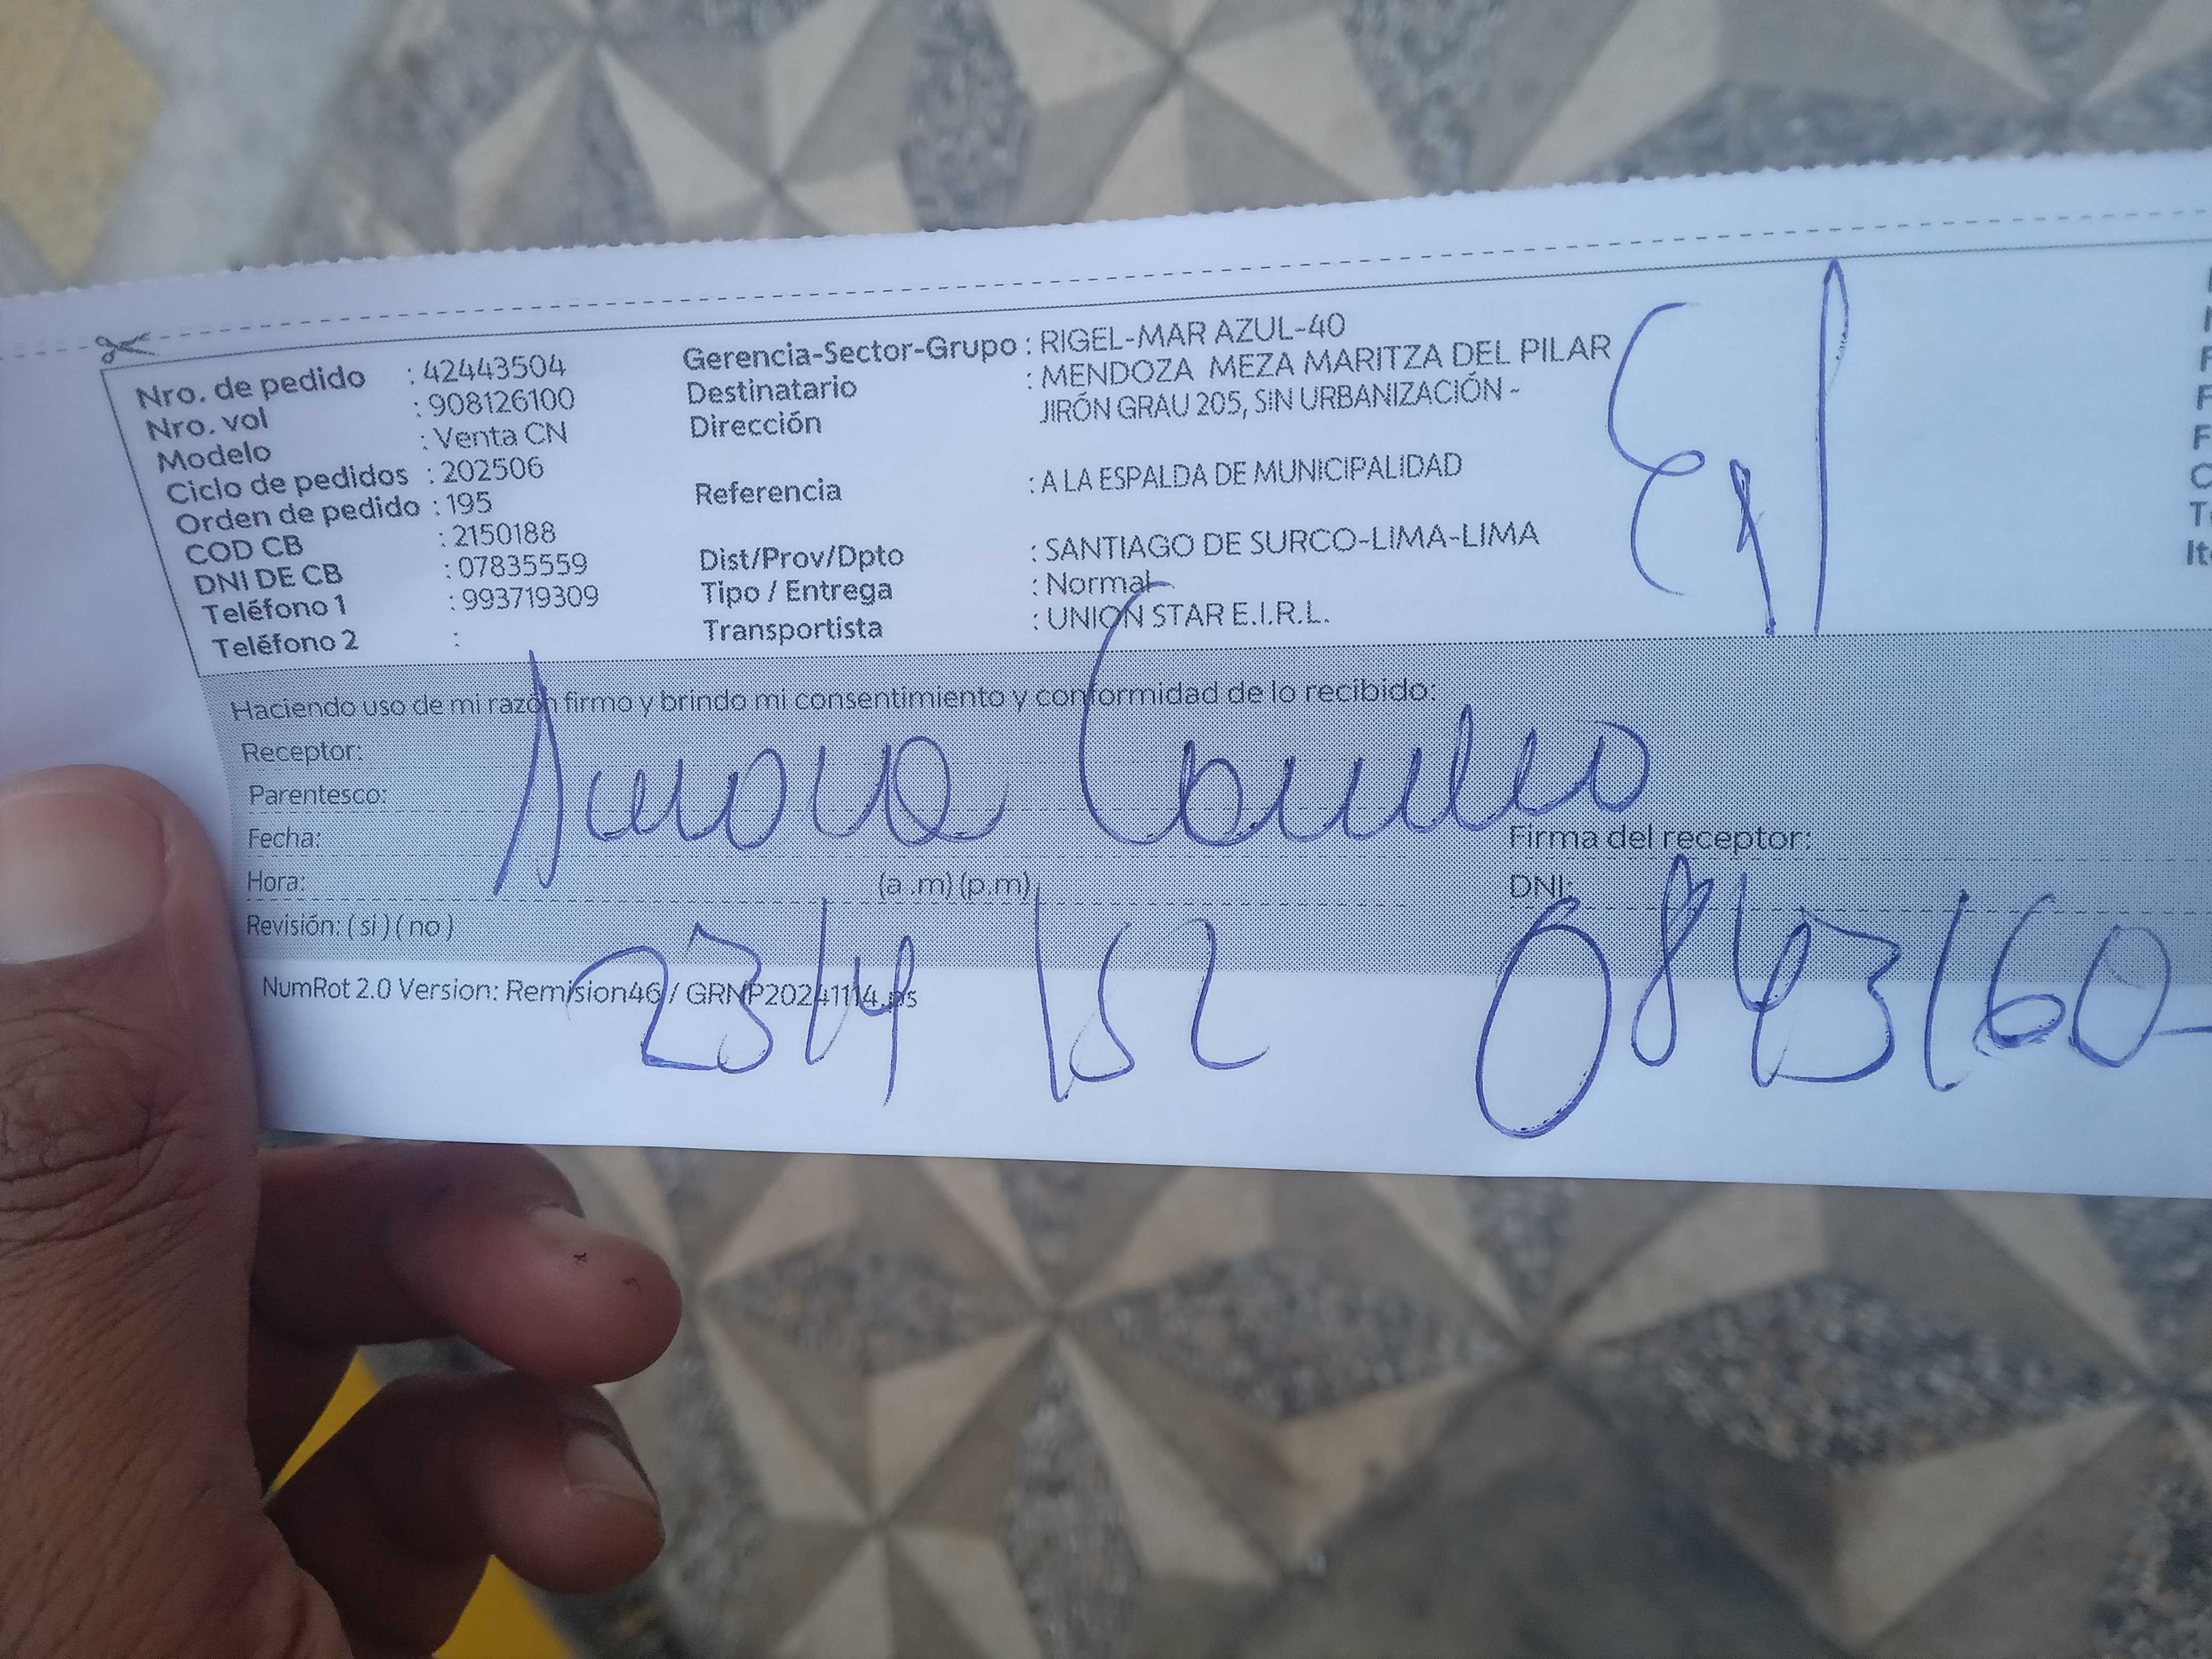 Nro. de pedido : 42443504
Nro. vol : 908126100
Modelo : Venta CN
Ciclo de pedidos : 202506
Orden de pedido : 195
COD CB : 2150188
DNI DE CB : 07835559
Teléfono 1 : 993719309
Teléfono 2 :
Gerencia-Sector-Grupo : RIGEL-MAR AZUL-40
Destinatario : MENDOZA MEZA MARITZA DEL PILAR
Dirección JIRÓN GRAU 205, SIN URBANIZACIÓN -
Referencia : A LA ESPALDA DE MUNICIPALIDAD
Dist/Prov/Dpto : SANTIAGO DE SURCO-LIMA-LIMA
Tipo / Entrega : Normal
Transportista : UNION STAR E.I.R.L.
Haciendo uso de mi razón firmo y brindo mi consentimiento y conformidad de lo recibido:
Receptor:
Parentesco:
Fecha:
Hora: (a .m) (p.m)
Revisión: ( si ) ( no )
Firma del receptor:
DNI:
NumRot 2.0 Version: Remision46 / GRNP20241114.ps
23/4 152